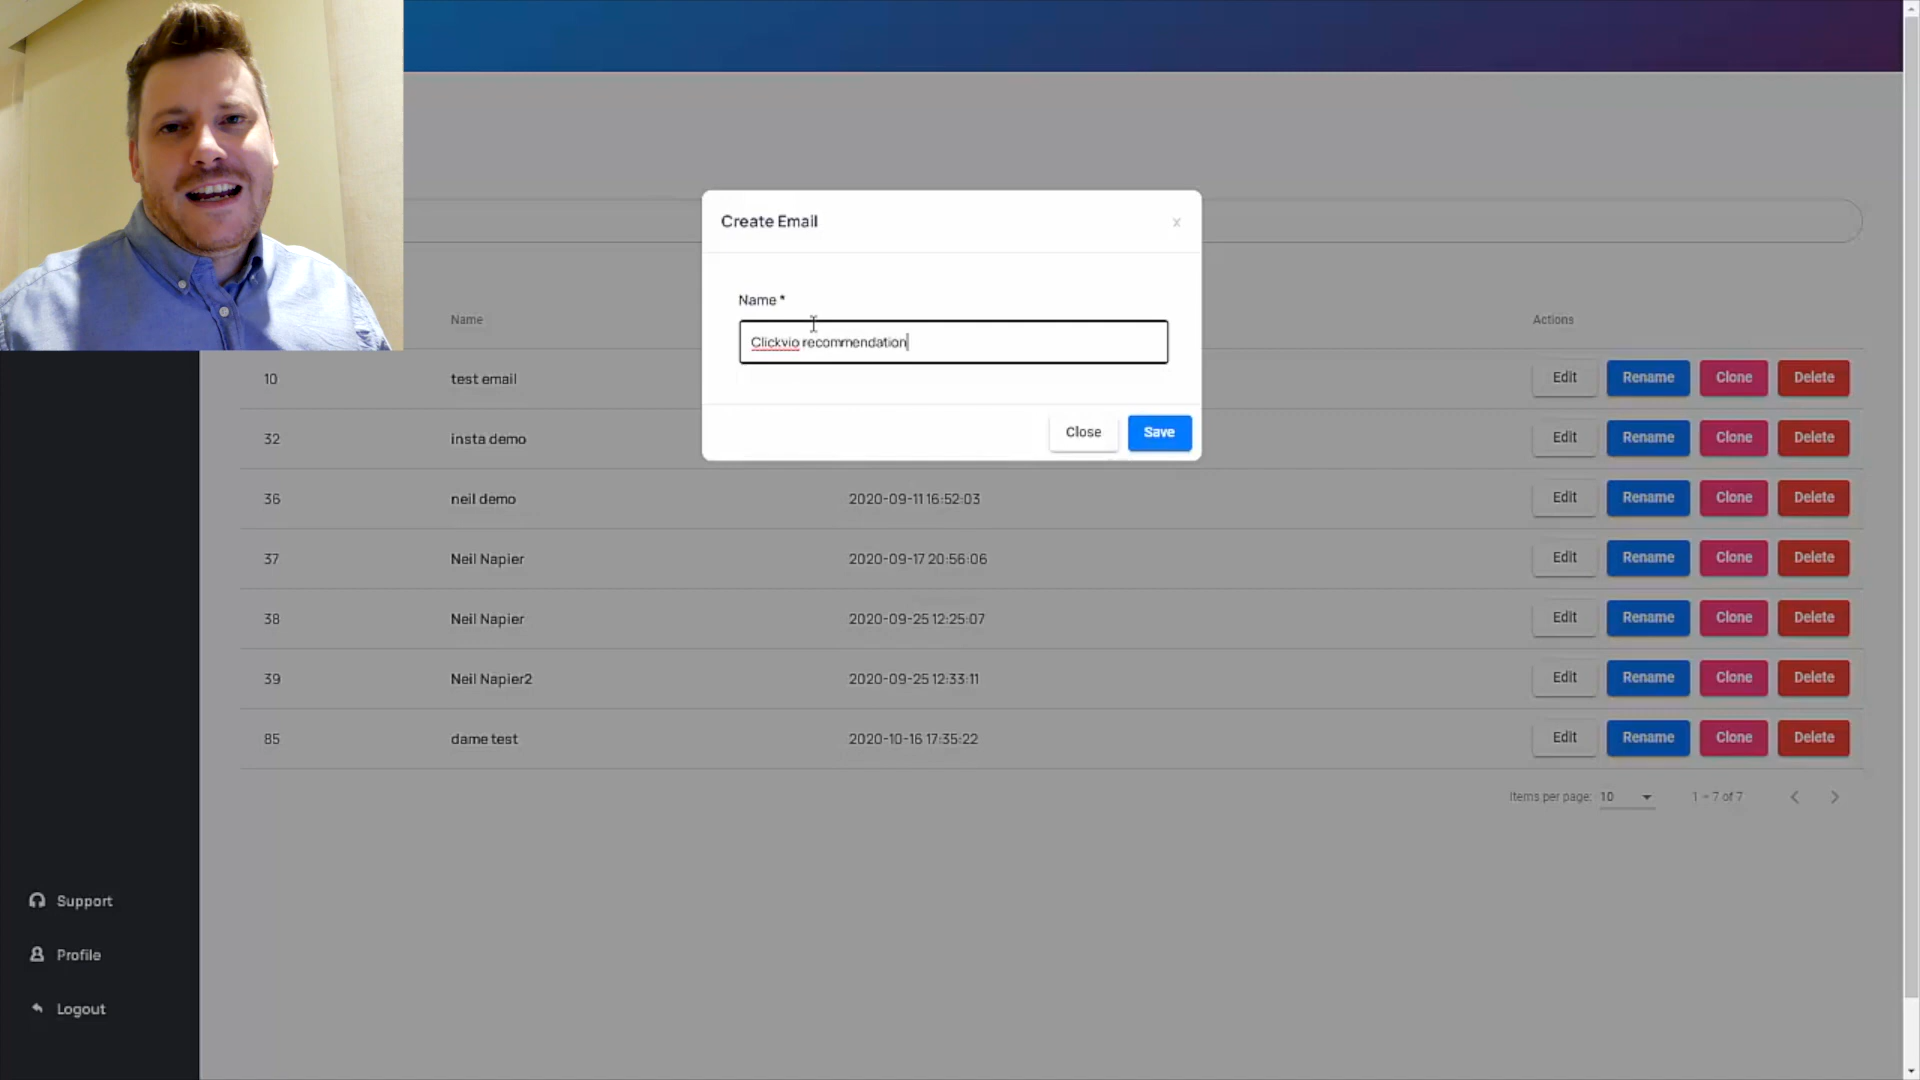 Create Email
x
Name *
Clickvio recommendation
Close
Save
Name
Actions
10
test email
Edit
Rename
Clone
Delete
32
insta demo
Edit
Rename
Clone
Delete
36
neil demo
2020-09-11 16:52:03
Edit
Rename
Clone
Delete
37
Neil Napier
2020-09-17 20:56:06
Edit
Rename
Clone
Delete
38
Neil Napier
2020-09-25 12:25:07
Edit
Rename
Clone
Delete
39
Neil Napier2
2020-09-25 12:33:11
Edit
Rename
Clone
Delete
85
dame test
2020-10-16 17:35:22
Edit
Rename
Clone
Delete
Items per page: 10
1 – 7 of 7
Support
Profile
Logout